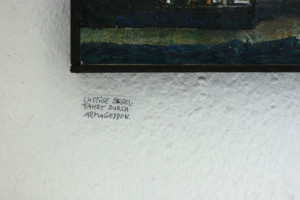 LUSTIGE SEGEL-
FAHRT DURCH
ARMAGEDDON.